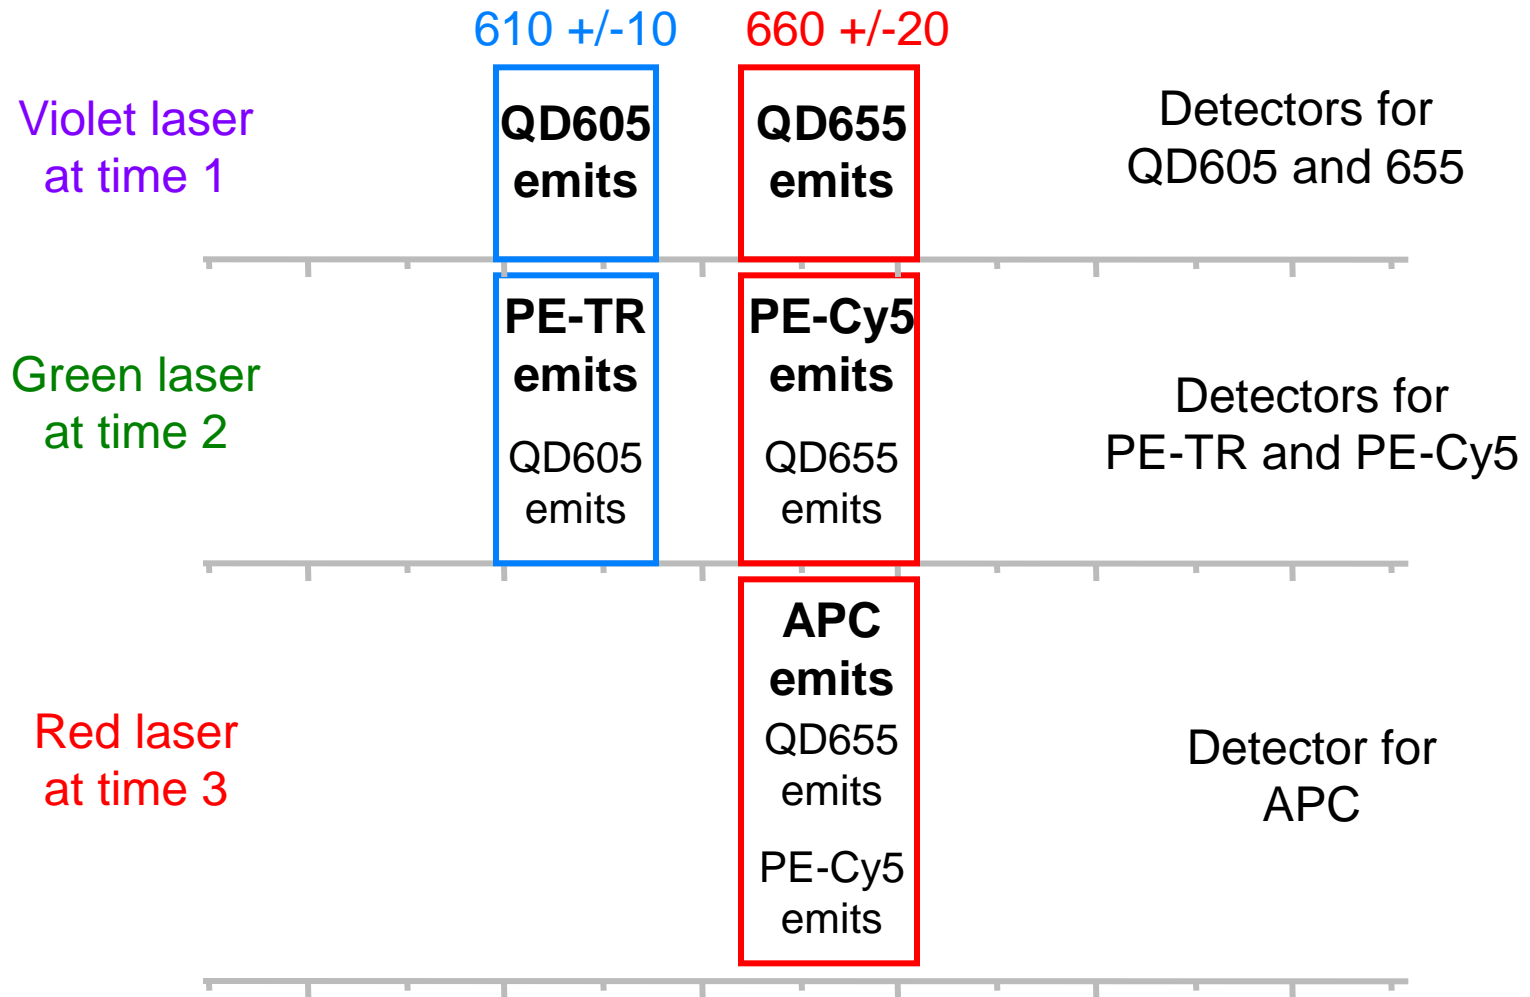 610 +/-10
660 +/-20
Violet laser
at time 1
QD605
emits
QD655
emits
Detectors for
QD605 and 655
Green laser
at time 2
PE-TR
emits
QD605
emits
PE-Cy5
emits
QD655
emits
Detectors for
PE-TR and PE-Cy5
Red laser
at time 3
APC
emits
QD655
emits
PE-Cy5
emits
Detector for
APC